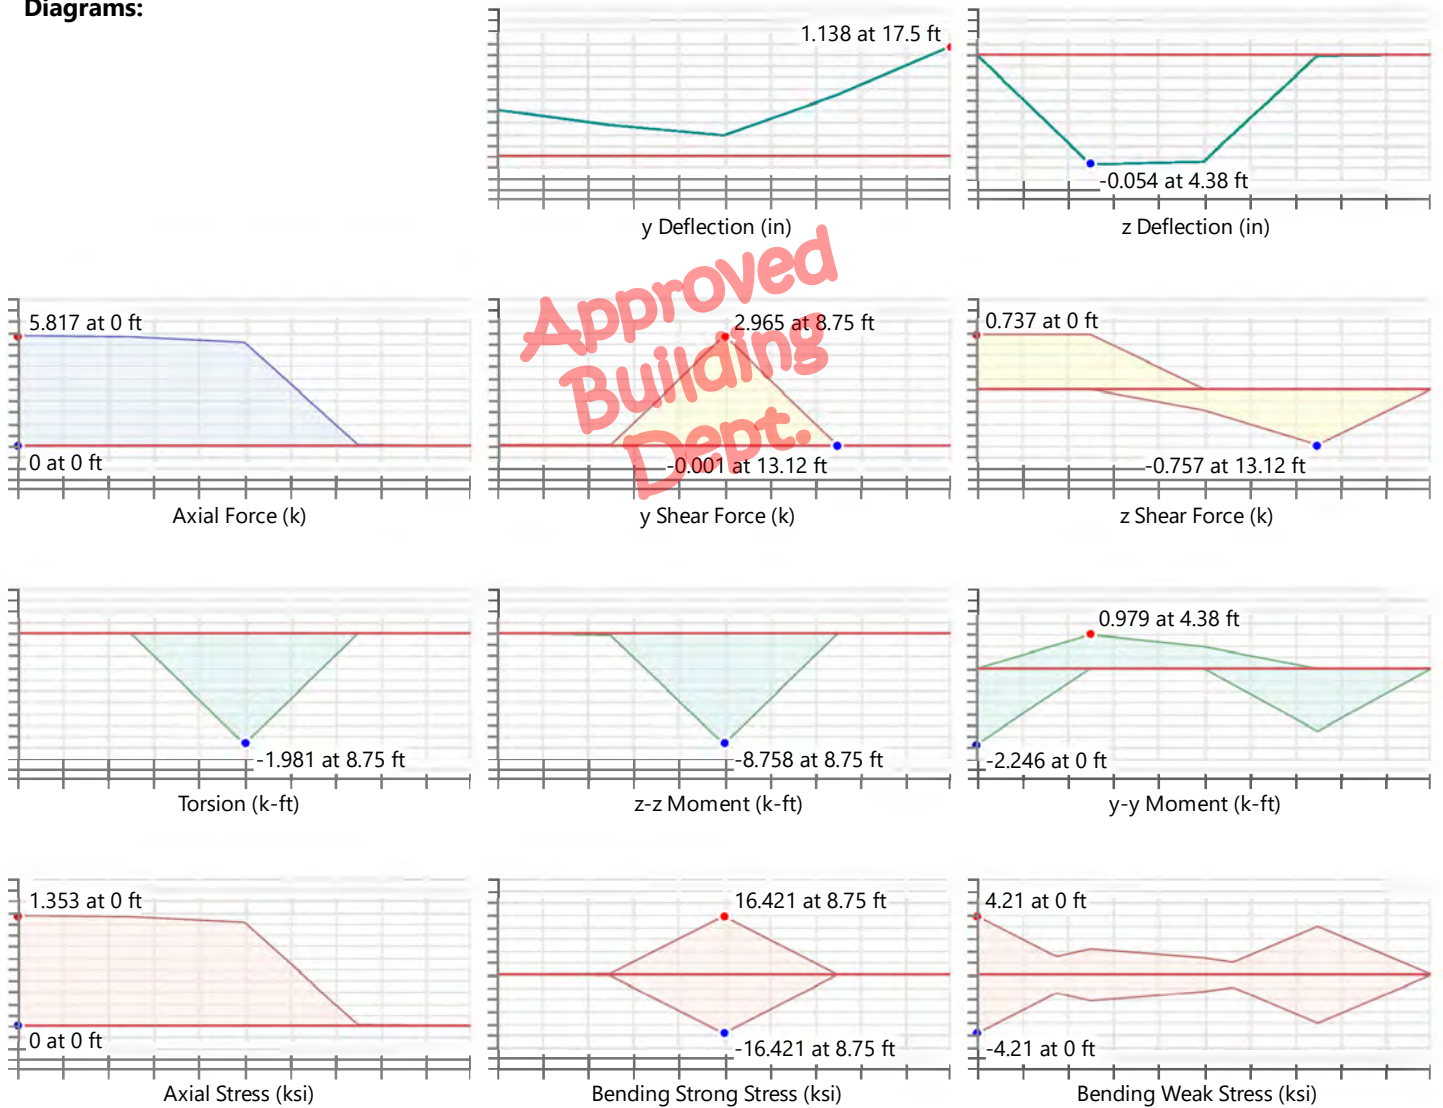 Diagrams:
1.138 at 17.5 ft
y Deflection (in)
-0.054 at 4.38 ft
z Deflection (in)
5.817 at 0 ft
0 at 0 ft
Axial Force (k)
Approved
Building
Dept.
2.965 at 8.75 ft
-0.001 at 13.12 ft
y Shear Force (k)
0.737 at 0 ft
-0.757 at 13.12 ft
z Shear Force (k)
-1.981 at 8.75 ft
Torsion (k-ft)
-8.758 at 8.75 ft
z-z Moment (k-ft)
0.979 at 4.38 ft
-2.246 at 0 ft
y-y Moment (k-ft)
1.353 at 0 ft
0 at 0 ft
Axial Stress (ksi)
16.421 at 8.75 ft
-16.421 at 8.75 ft
Bending Strong Stress (ksi)
4.21 at 0 ft
-4.21 at 0 ft
Bending Weak Stress (ksi)